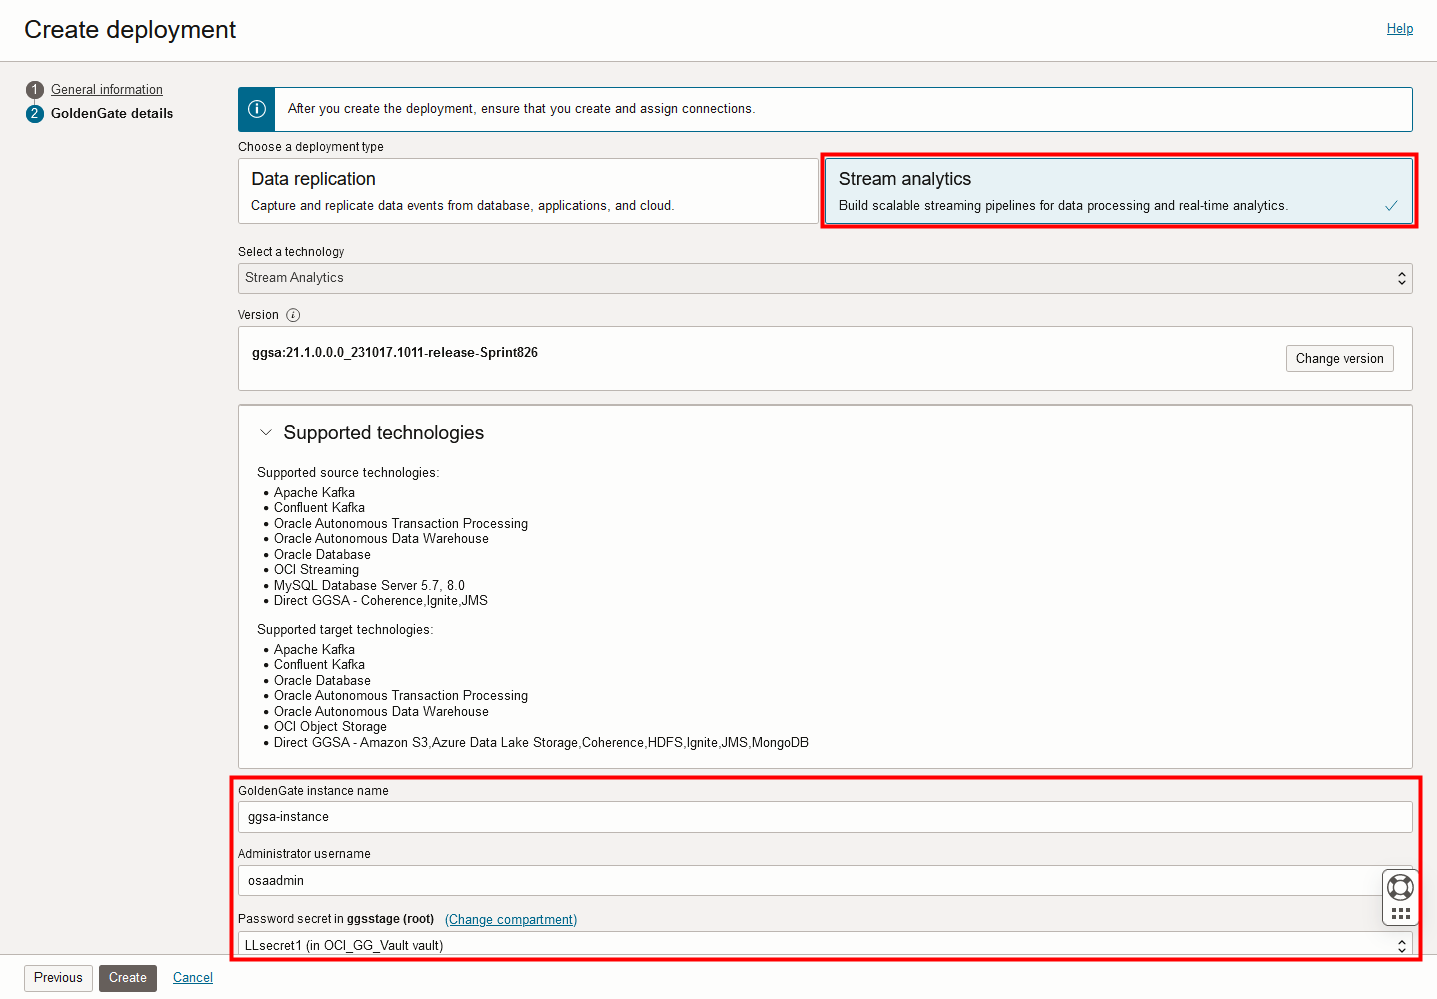 Create deployment
Help
1 General information
2 GoldenGate details
After you create the deployment, ensure that you create and assign connections.
Choose a deployment type
Data replication
Capture and replicate data events from database, applications, and cloud.
Stream analytics
Build scalable streaming pipelines for data processing and real-time analytics.
Select a technology
Stream Analytics
Version
ggsa:21.1.0.0.0_231017.1011-release-Sprint826
Change version
Supported technologies
Supported source technologies:
• Apache Kafka
• Confluent Kafka
• Oracle Autonomous Transaction Processing
• Oracle Autonomous Data Warehouse
• Oracle Database
• OCI Streaming
• MySQL Database Server 5.7, 8.0
• Direct GGSA - Coherence,Ignite,JMS
Supported target technologies:
• Apache Kafka
• Confluent Kafka
• Oracle Database
• Oracle Autonomous Transaction Processing
• Oracle Autonomous Data Warehouse
• OCI Object Storage
• Direct GGSA - Amazon S3,Azure Data Lake Storage,Coherence,HDFS,Ignite,JMS,MongoDB
GoldenGate instance name
ggsa-instance
Administrator username
osaadmin
Password secret in ggsstage (root) (Change compartment)
LLsecret1 (in OCI_GG_Vault vault)
Previous Create Cancel